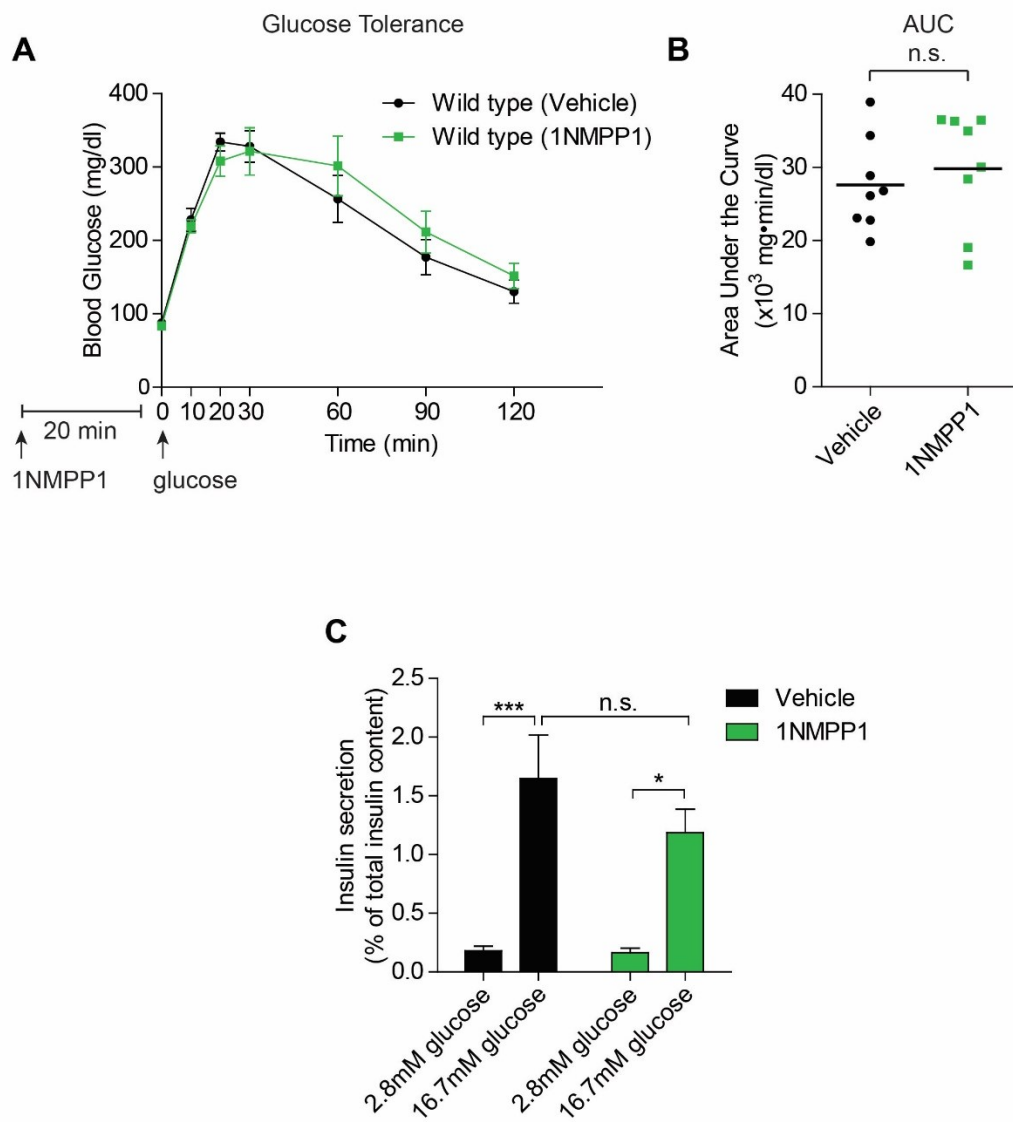 Glucose Tolerance
A
Blood Glucose (mg/dl)
400
300
200
100
0
Wild type (Vehicle)
Wild type (1NMPP1)
0 10 20 30 60 90 120
Time (min)
20 min
1NMPP1
glucose
AUC
B
n.s.
Area Under the Curve
(x10³ mg•min/dl)
40
30
20
10
0
Vehicle
1NMPP1
C
Insulin secretion
(% of total insulin content)
2.5
2.0
1.5
1.0
0.5
0.0
***
n.s.
*
Vehicle
1NMPP1
2.8mM glucose
16.7mM glucose
2.8mM glucose
16.7mM glucose